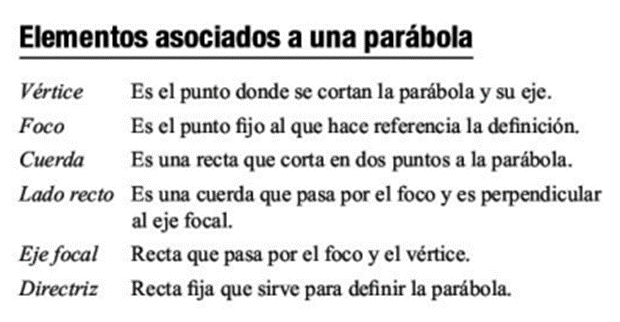 Elementos asociados a una parábola
Vértice Es el punto donde se cortan la parábola y su eje.
Foco Es el punto fijo al que hace referencia la definición.
Cuerda Es una recta que corta en dos puntos a la parábola.
Lado recto Es una cuerda que pasa por el foco y es perpendicular
al eje focal.
Eje focal Recta que pasa por el foco y el vértice.
Directriz Recta fija que sirve para definir la parábola.